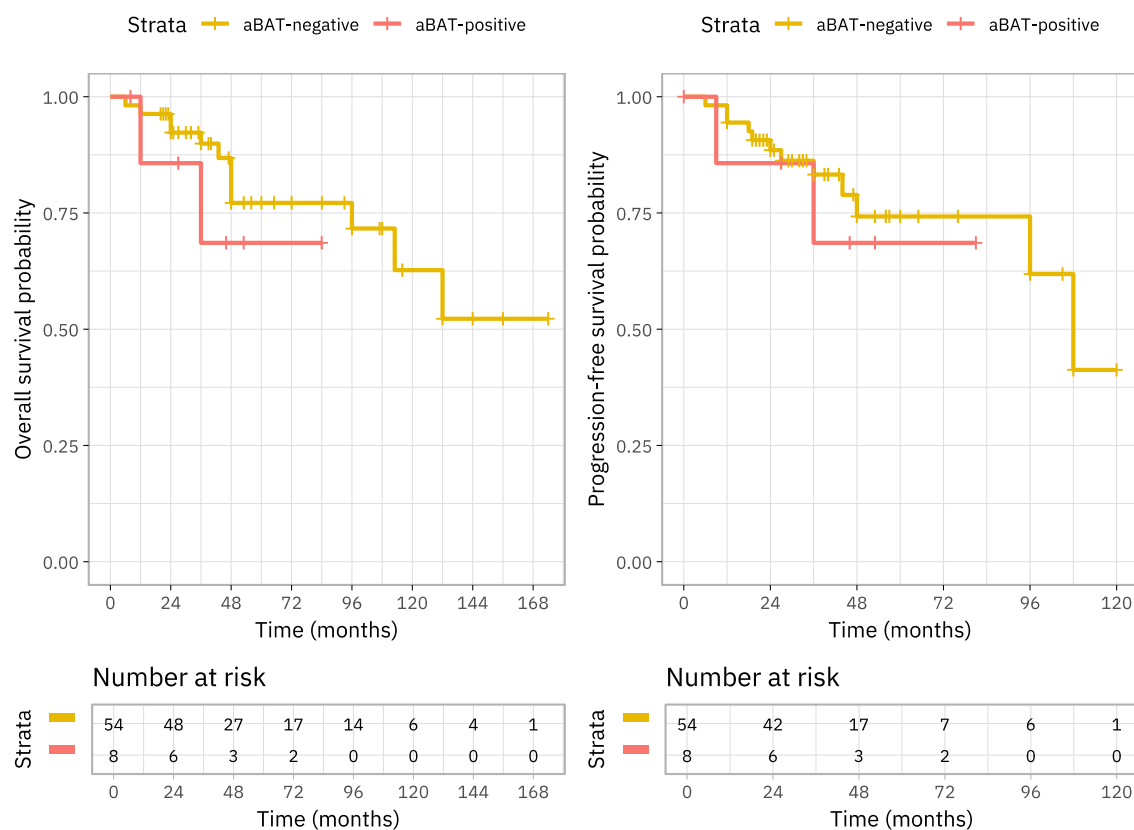 Strata aBAT-negative aBAT-positive
Overall survival probability
1.00
0.75
0.50
0.25
0.00
0 24 48 72 96 120 144 168
Time (months)
Number at risk
Strata
54 48 27 17 14 6 4 1
8 6 3 2 0 0 0 0
0 24 48 72 96 120 144 168
Time (months)
Strata aBAT-negative aBAT-positive
Progression-free survival probability
1.00
0.75
0.50
0.25
0.00
0 24 48 72 96 120
Time (months)
Number at risk
Strata
54 42 17 7 6 1
8 6 3 2 0 0
0 24 48 72 96 120
Time (months)